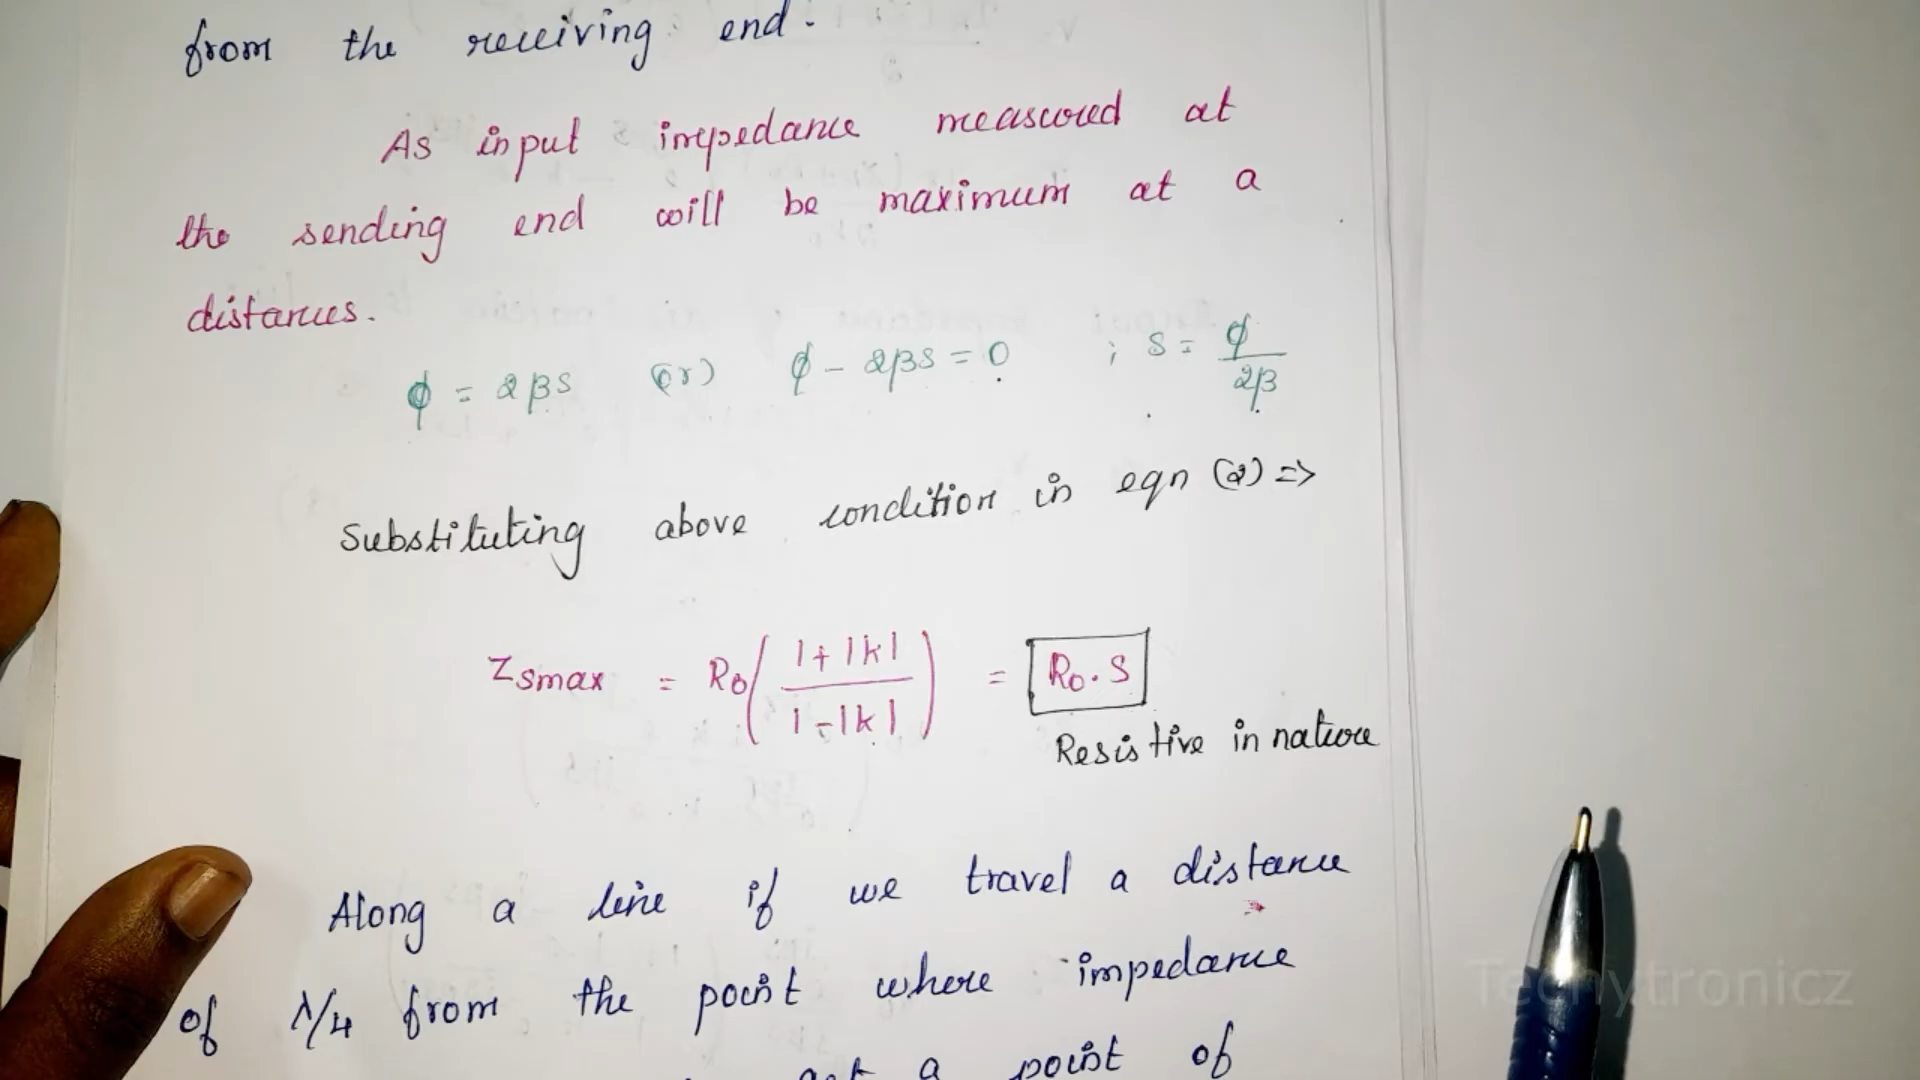 from the receiving end.
As input impedance measured at
the sending end will be maximum at a
distances.
ϕ = 2βs (or) ϕ - 2βs = 0 ; s = ϕ/2β
Substituting above condition in eqn (2) =>
Zsmax = R0 ( 1+|k| / 1-|k| ) = R0.S
Resistive in nature
Along a line if we travel a distance
of λ/4 from the point where impedance
a point of
Techytronicz